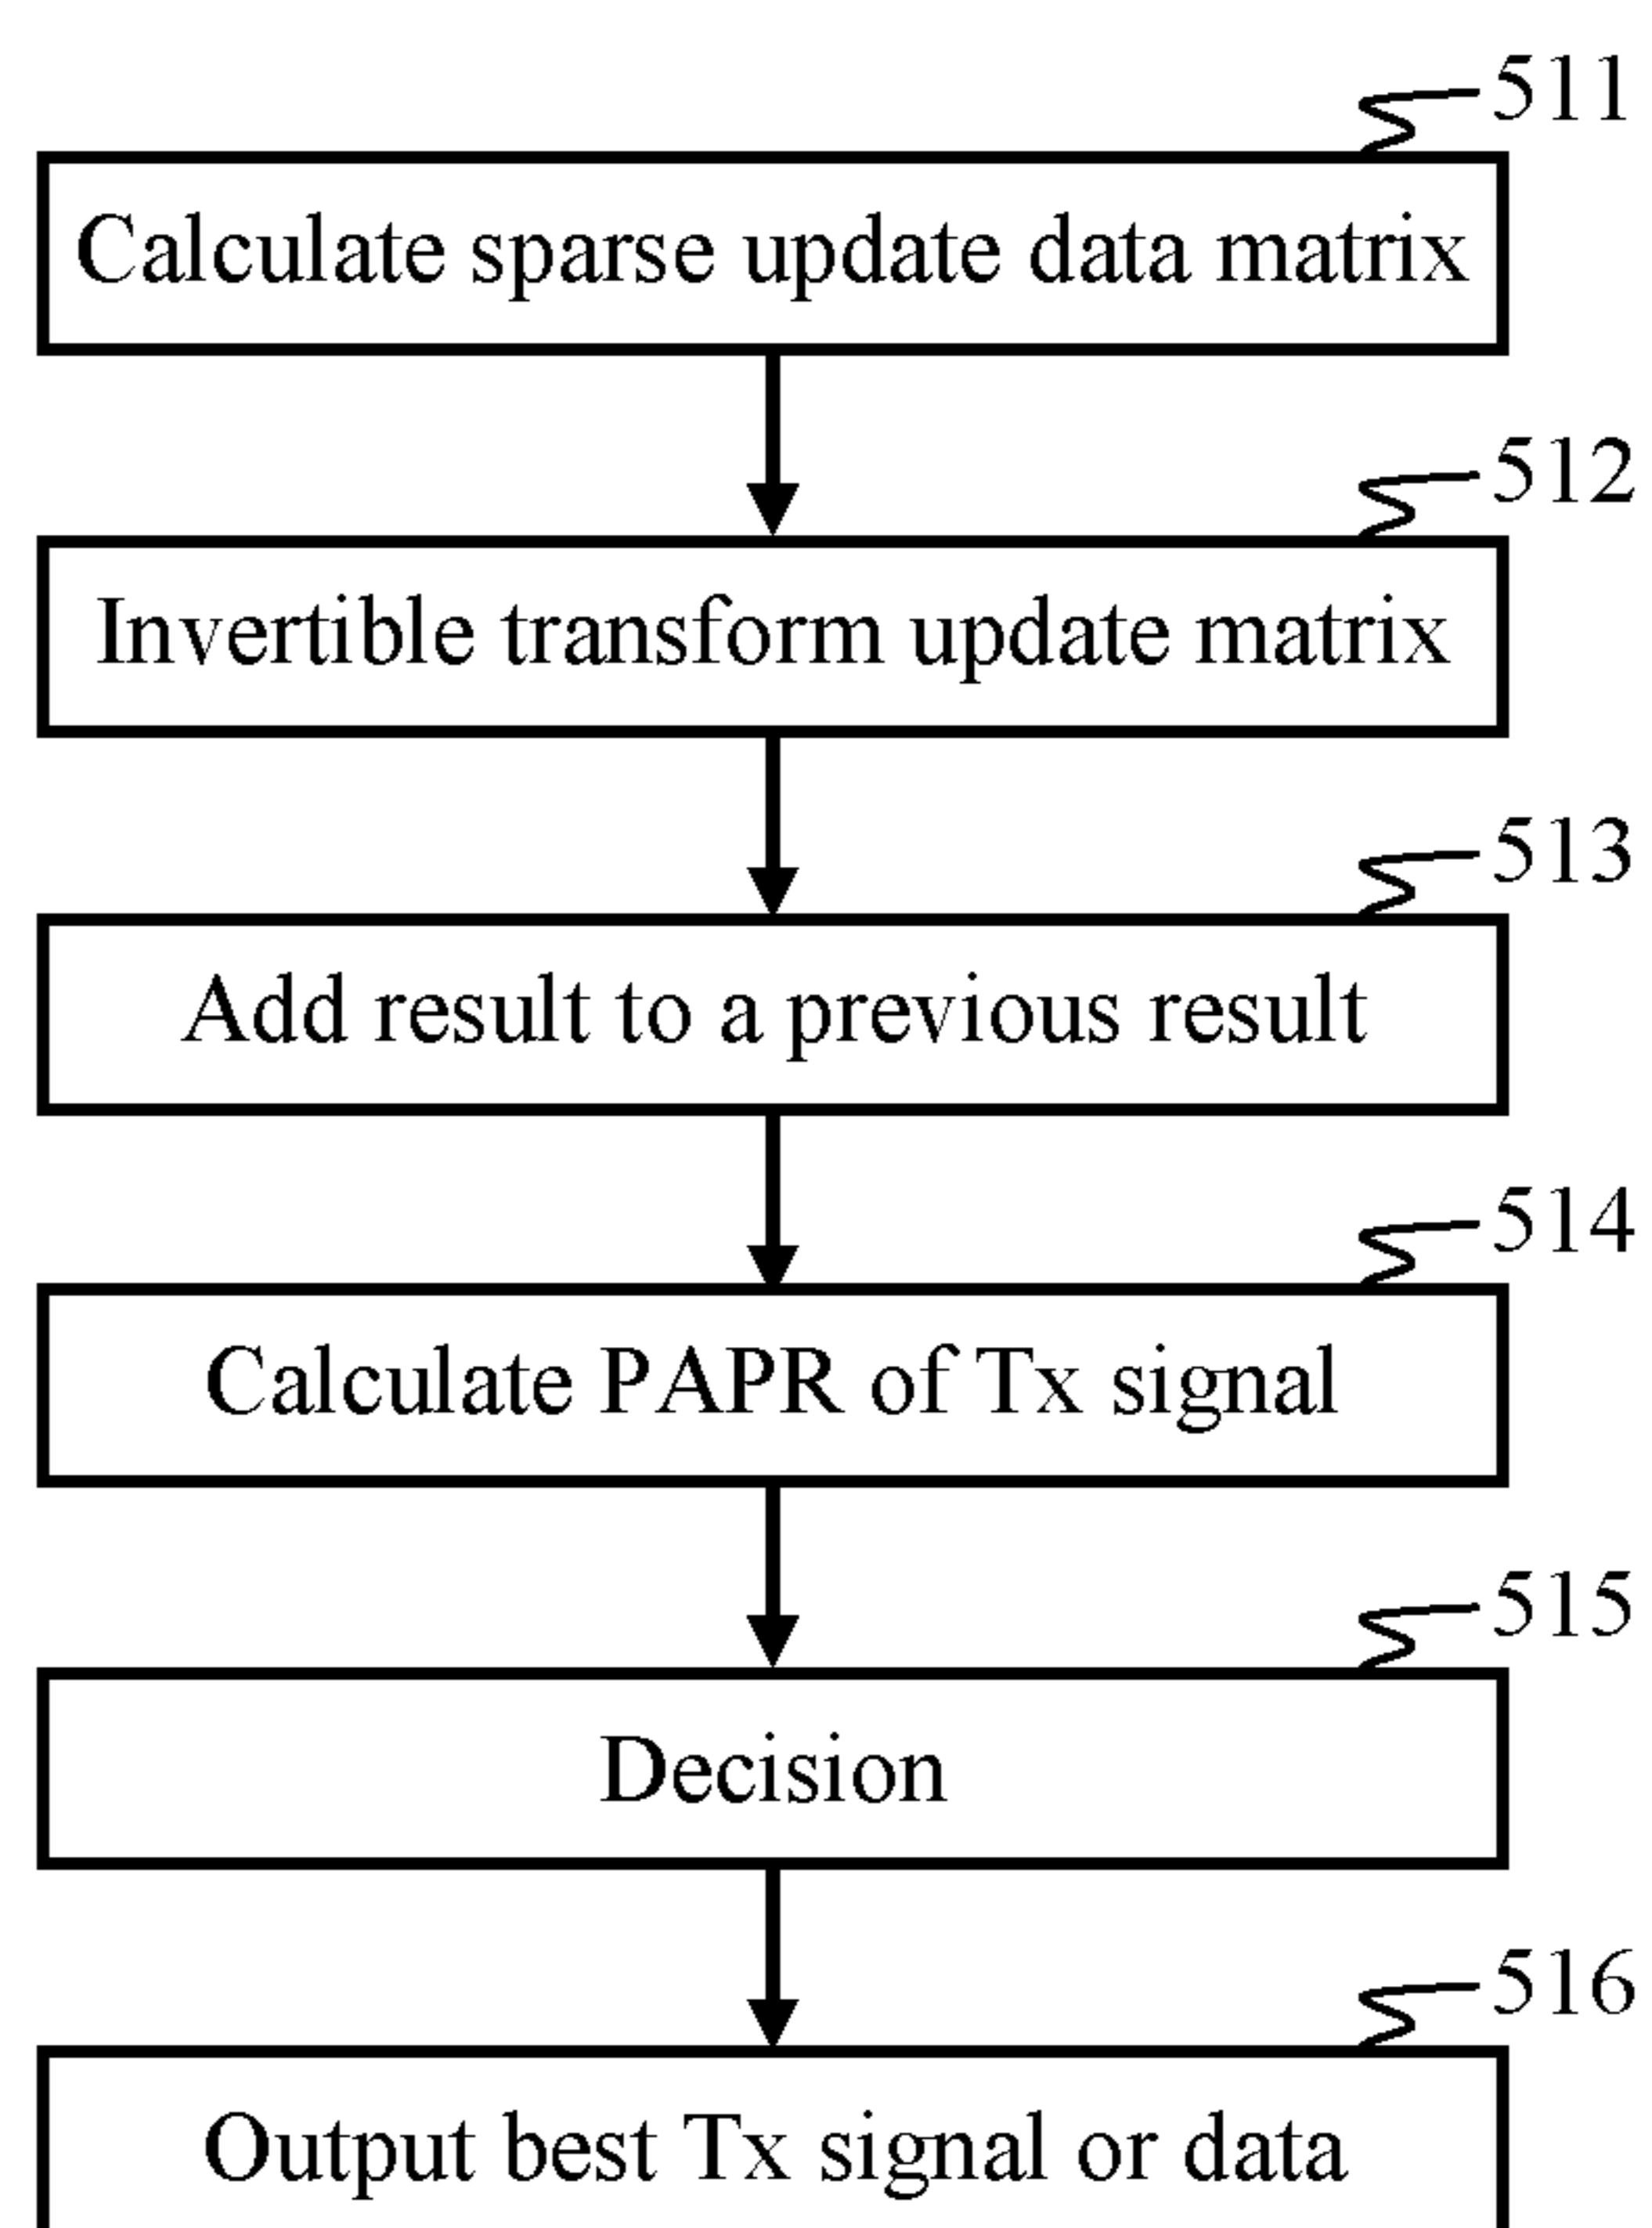 511
Calculate sparse update data matrix
512
Invertible transform update matrix
513
Add result to a previous result
514
Calculate PAPR of Tx signal
515
Decision
516
Output best Tx signal or data